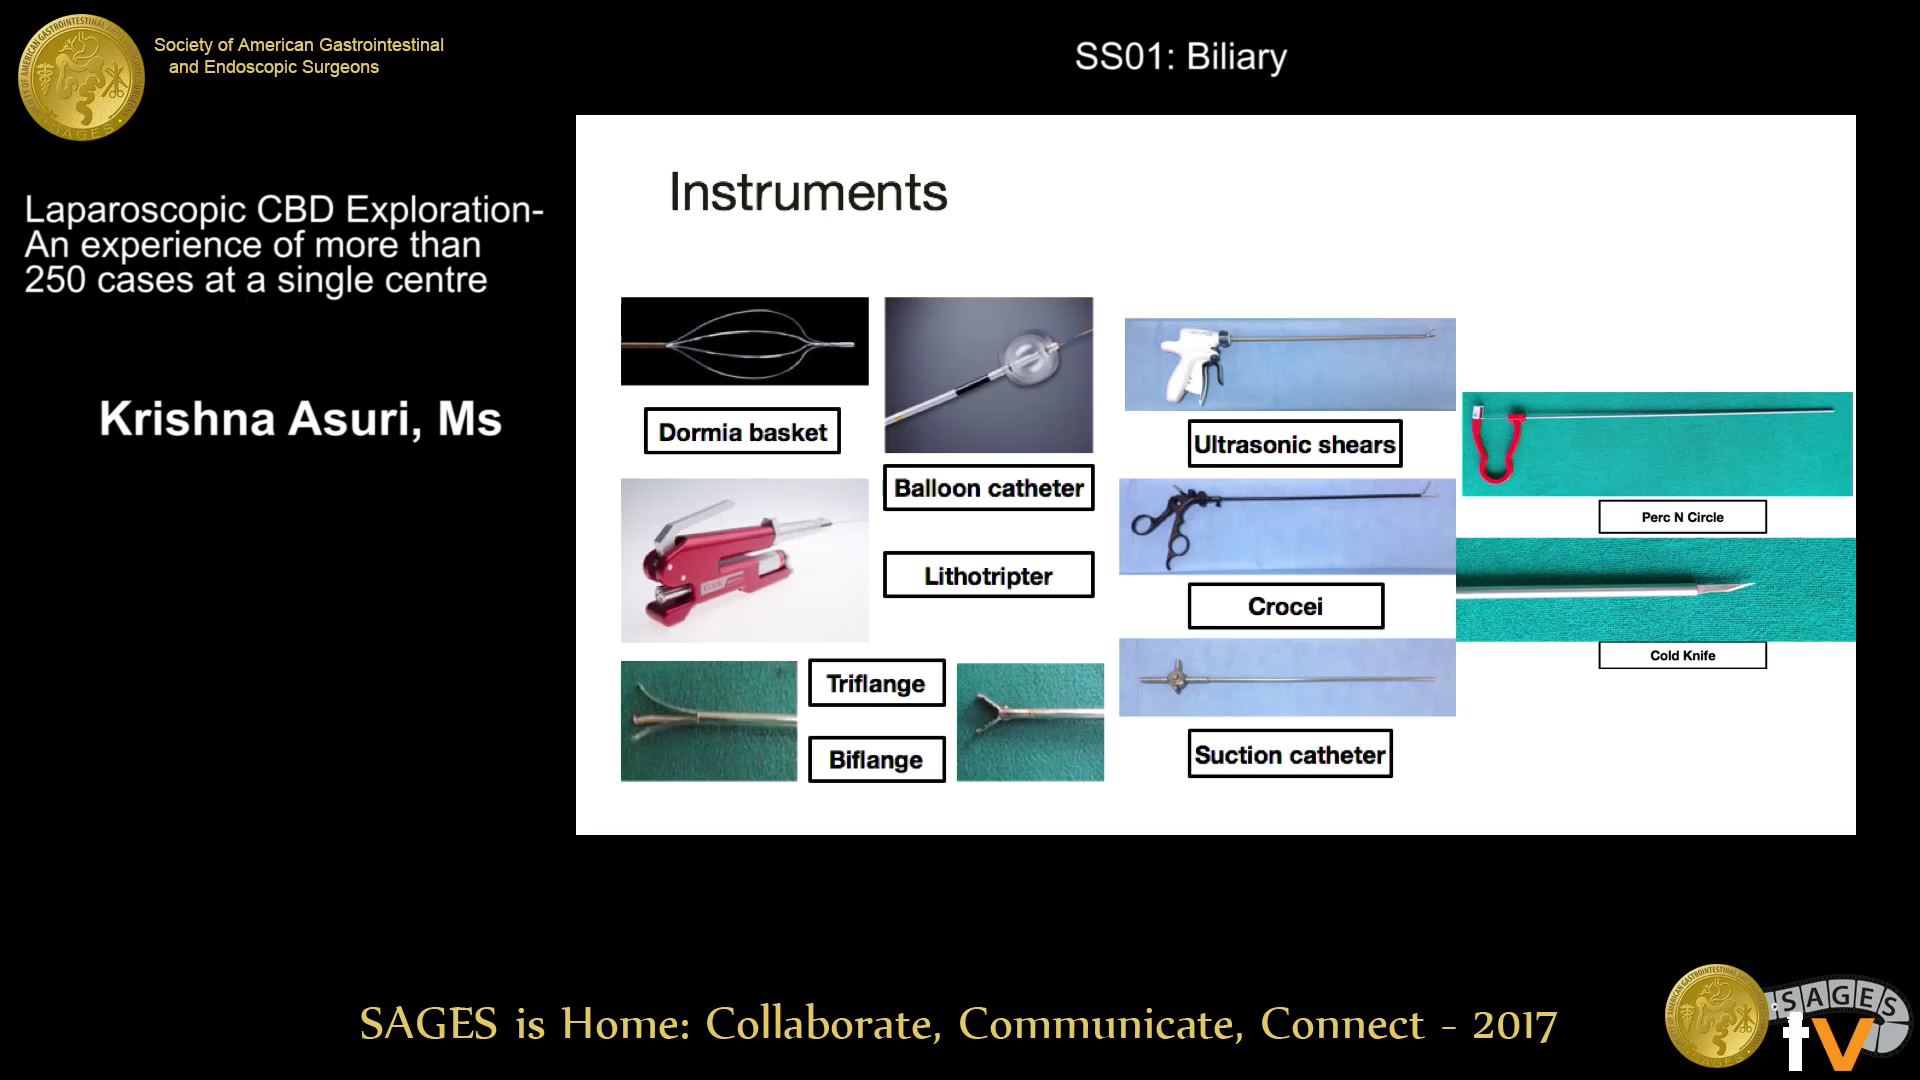 Society of American Gastrointestinal
and Endoscopic Surgeons
SS01: Biliary
Laparoscopic CBD Exploration-
An experience of more than
250 cases at a single centre
Krishna Asuri, Ms
Instruments
Dormia basket
Balloon catheter
Lithotripter
Triflange
Biflange
Ultrasonic shears
Crocei
Suction catheter
Perc N Circle
Cold Knife
SAGES is Home: Collaborate, Communicate, Connect - 2017
SAGES
tv